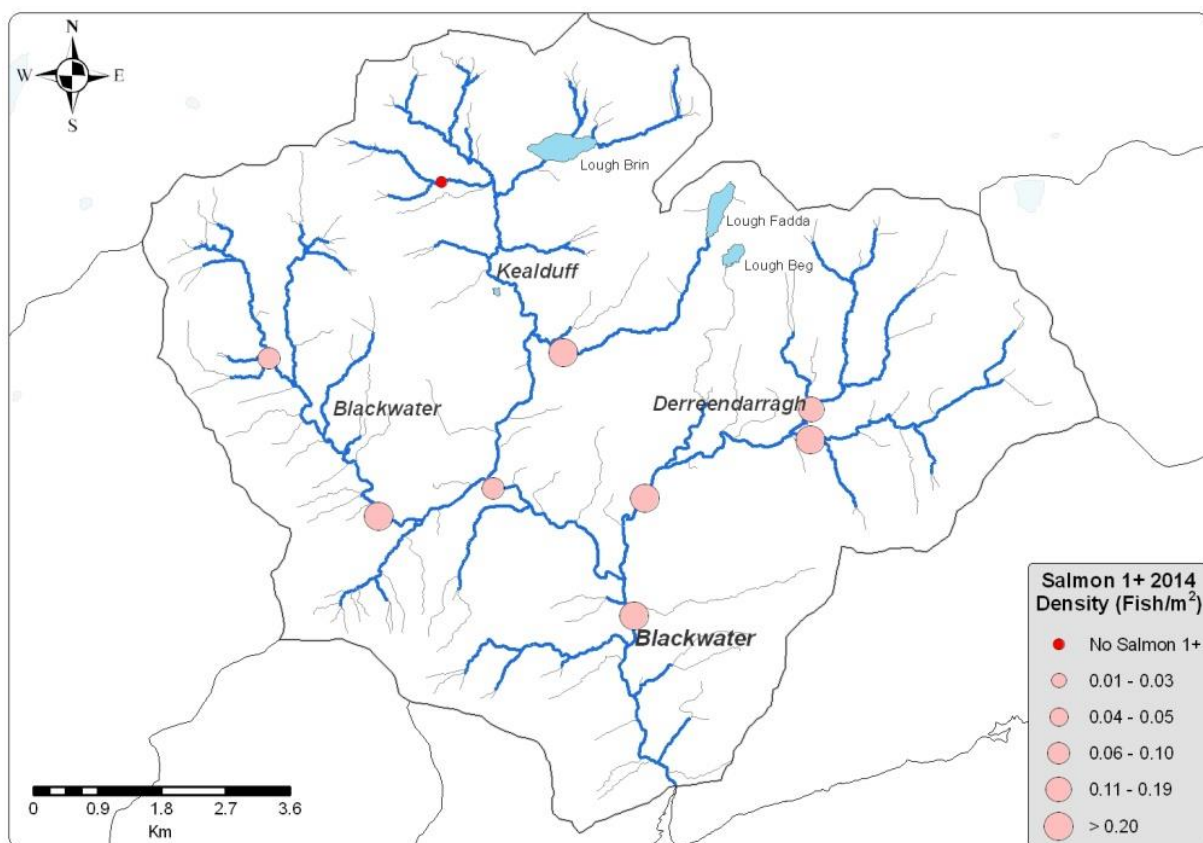 N
W E
S
Lough Brin
Lough Fadda
Lough Beg
Kealduff
Blackwater
Derreendarragh
Blackwater
Salmon 1+ 2014
Density (Fish/m²)
No Salmon 1+
0.01 - 0.03
0.04 - 0.05
0.06 - 0.10
0.11 - 0.19
> 0.20
0 0.9 1.8 2.7 3.6
Km